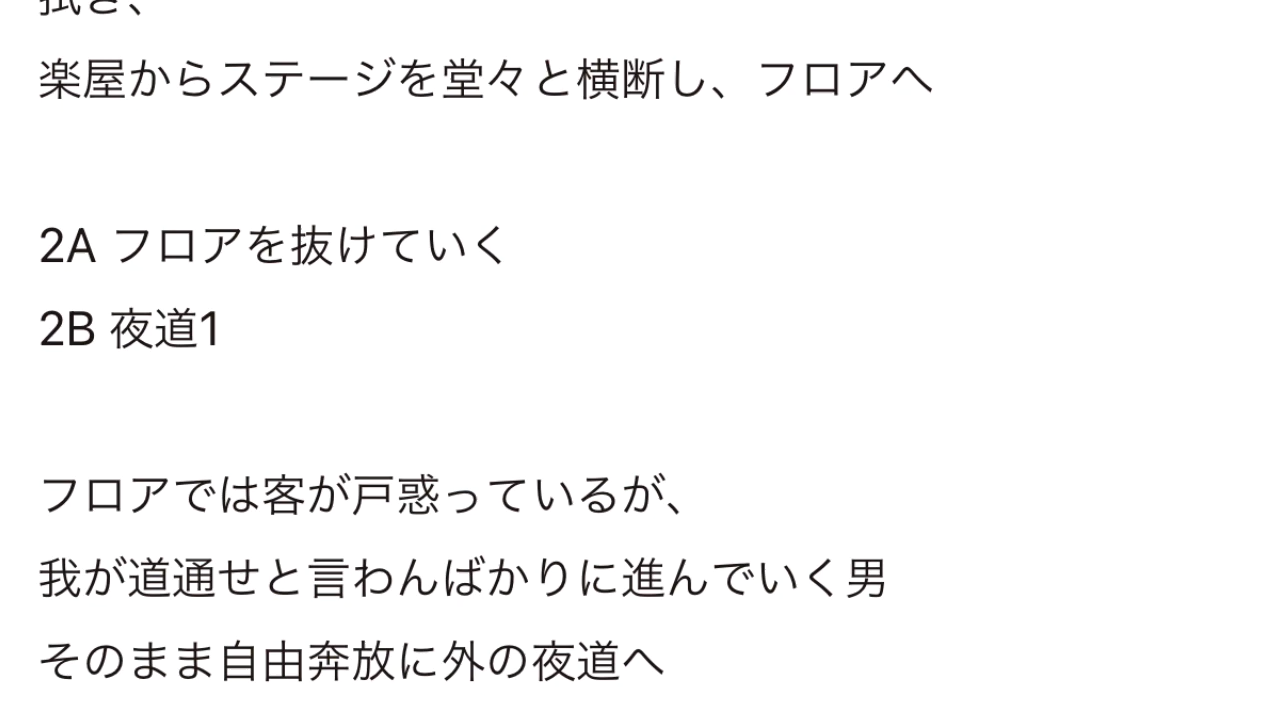 楽屋からステージを堂々と横断し、フロアへ
2A フロアを抜けていく
2B 夜道1
フロアでは客が戸惑っているが、
我が道通せと言わんばかりに進んでいく男
そのまま自由奔放に外の夜道へ